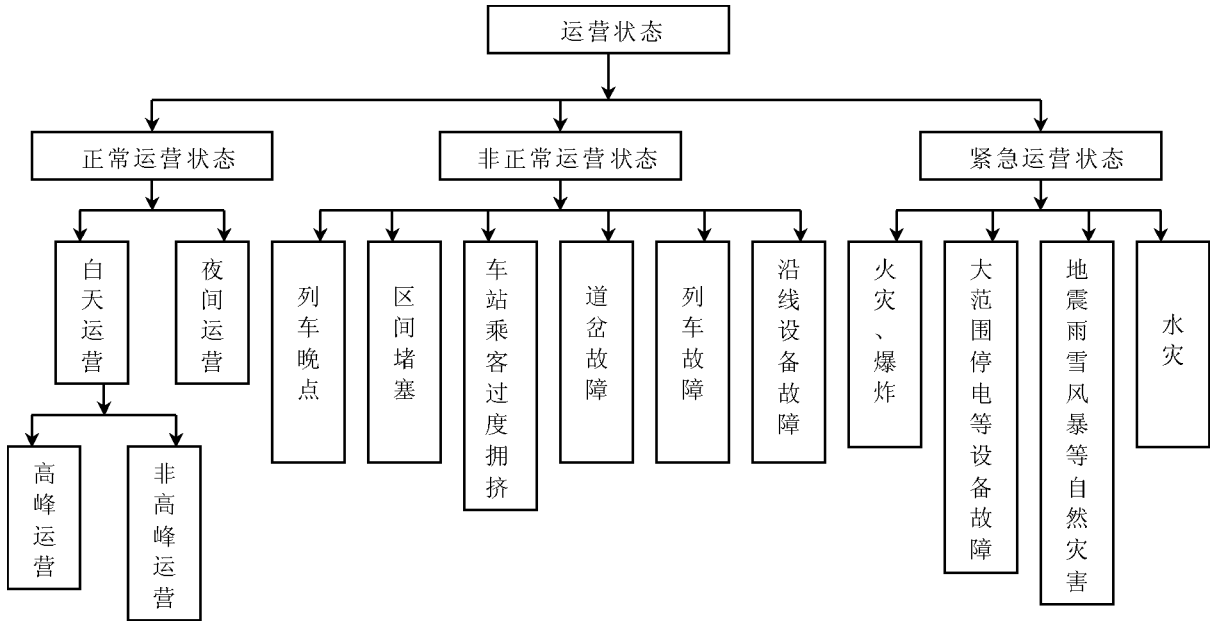 运营状态
正常运营状态
非正常运营状态
紧急运营状态
白天运营
夜间运营
列车晚点
区间堵塞
车站乘客过度拥挤
道岔故障
列车故障
沿线设备故障
火灾、爆炸
大范围停电等设备故障
地震雨雪风暴等自然灾害
水灾
高峰运营
非高峰运营